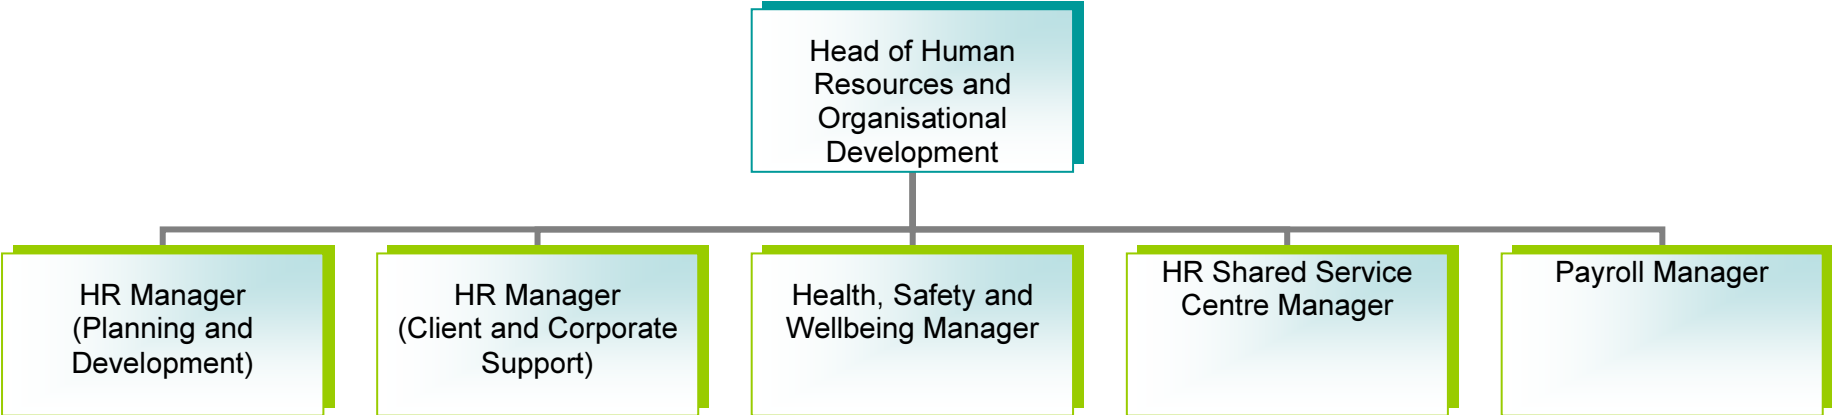 Head of Human
Resources and
Organisational
Development
HR Manager
(Planning and
Development)
HR Manager
(Client and Corporate
Support)
Health, Safety and
Wellbeing Manager
HR Shared Service
Centre Manager
Payroll Manager